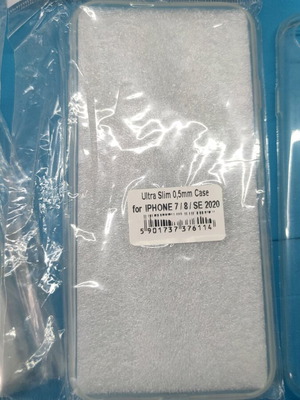 Ultra Slim 0,5mm Case
for IPHONE 7 / 8 / SE 2020
5 901737 376114